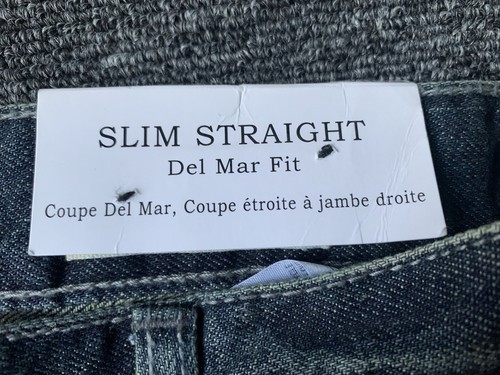 SLIM STRAIGHT
Del Mar Fit
Coupe Del Mar, Coupe étroite à jambe droite